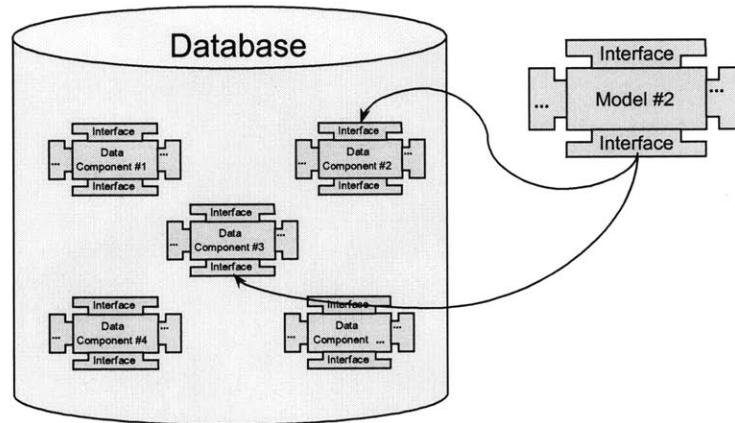 Database
Interface
...
Model #2
...
Interface
Interface
...
Data
Component #1
...
Interface
Interface
...
Data
Component #2
...
Interface
Interface
...
Data
Component #3
...
Interface
Interface
...
Data
Component #4
...
Interface
Interface
...
Data
Component ...
...
Interface